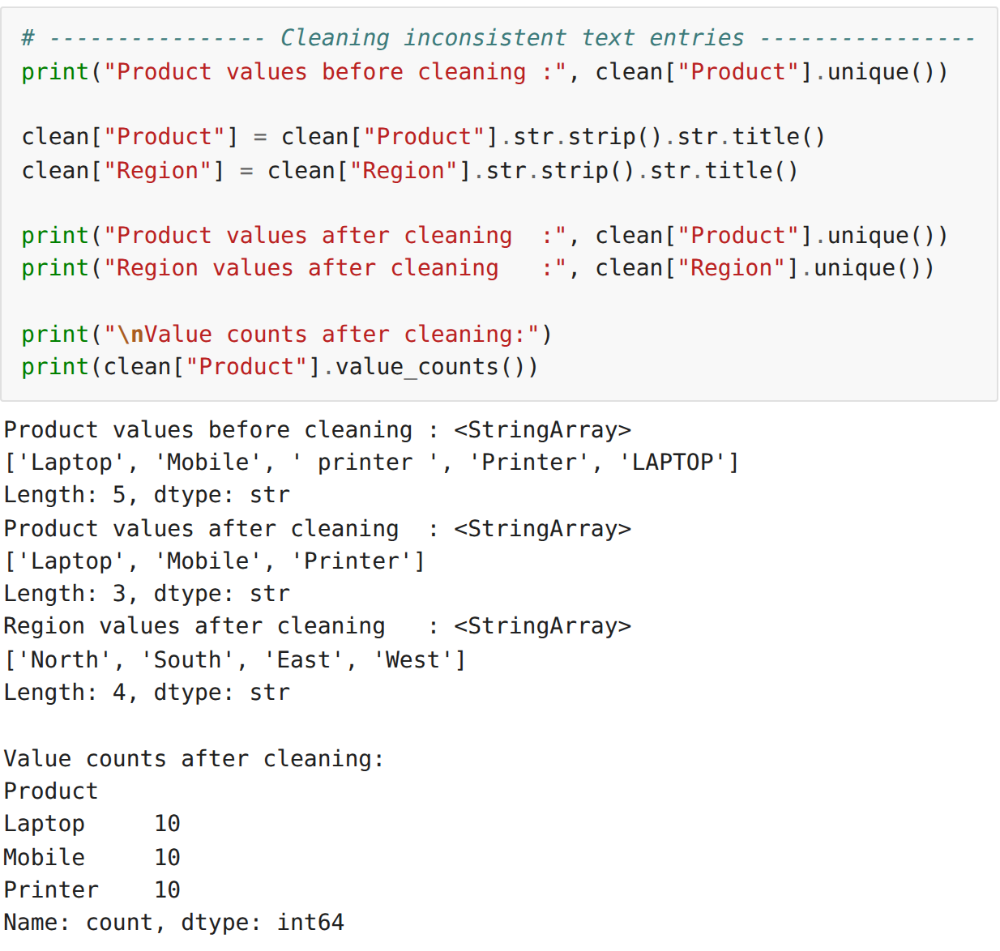 # ---------------- Cleaning inconsistent text entries ----------------
print("Product values before cleaning :", clean["Product"].unique())

clean["Product"] = clean["Product"].str.strip().str.title()
clean["Region"] = clean["Region"].str.strip().str.title()

print("Product values after cleaning  :", clean["Product"].unique())
print("Region values after cleaning   :", clean["Region"].unique())

print("\nValue counts after cleaning:")
print(clean["Product"].value_counts())

Product values before cleaning : <StringArray>
['Laptop', 'Mobile', ' printer ', 'Printer', 'LAPTOP']
Length: 5, dtype: str
Product values after cleaning  : <StringArray>
['Laptop', 'Mobile', 'Printer']
Length: 3, dtype: str
Region values after cleaning   : <StringArray>
['North', 'South', 'East', 'West']
Length: 4, dtype: str

Value counts after cleaning:
Product
Laptop     10
Mobile     10
Printer    10
Name: count, dtype: int64